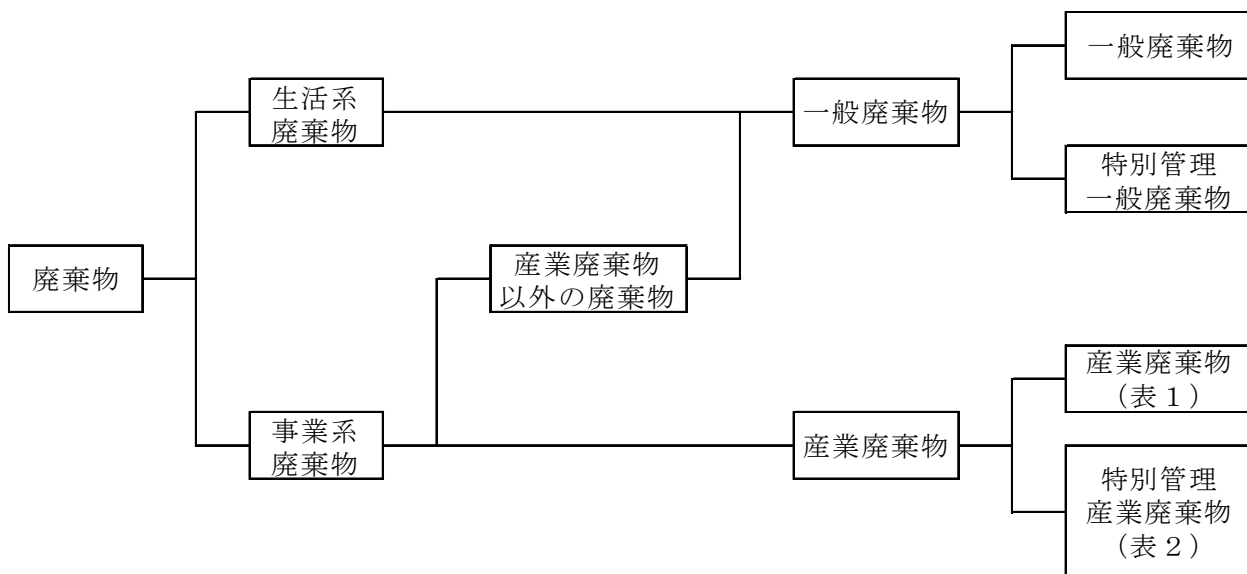 一般廃棄物
生活系
廃棄物
一般廃棄物
特別管理
一般廃棄物
廃棄物
産業廃棄物
以外の廃棄物
産業廃棄物
（表１）
事業系
廃棄物
産業廃棄物
特別管理
産業廃棄物
（表２）